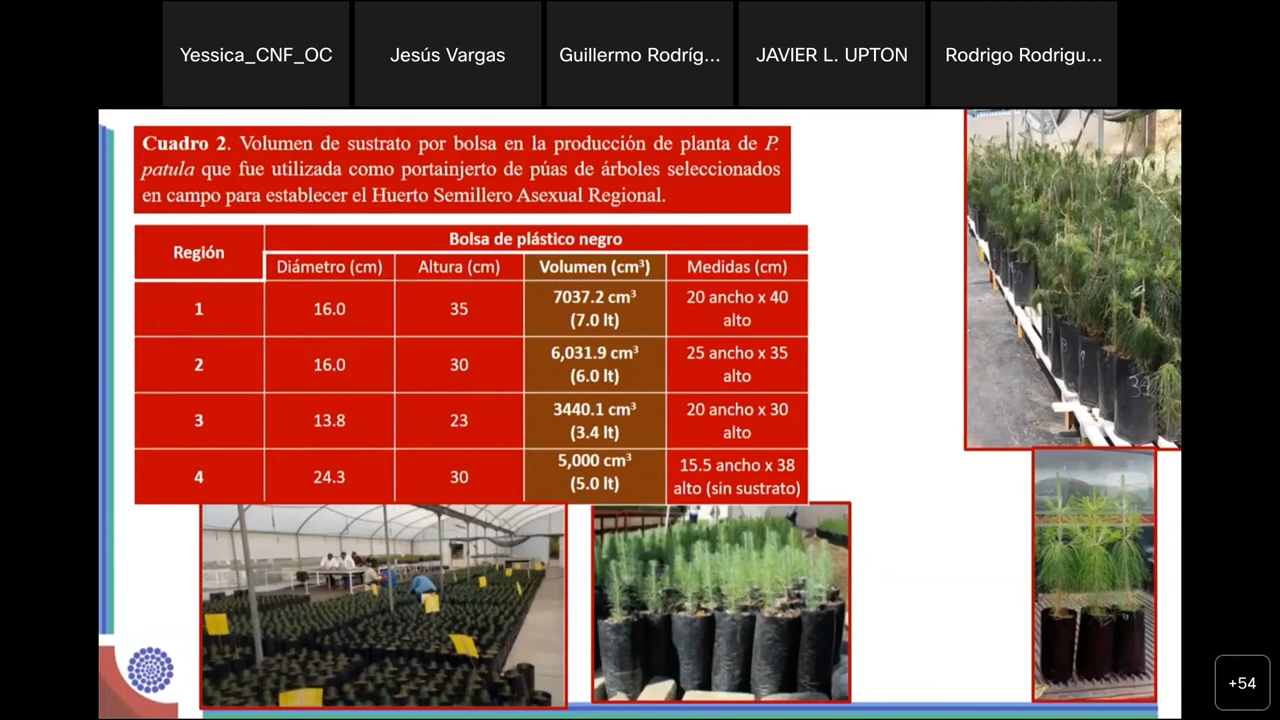 Yessica_CNF_OC
Jesús Vargas
Guillermo Rodríg...
JAVIER L. UPTON
Rodrigo Rodrigu...
Cuadro 2. Volumen de sustrato por bolsa en la producción de planta de P.
patula que fue utilizada como portainjerto de púas de árboles seleccionados
en campo para establecer el Huerto Semillero Asexual Regional.
Región
Bolsa de plástico negro
Diámetro (cm)
Altura (cm)
Volumen (cm³)
Medidas (cm)
1
16.0
35
7037.2 cm³
(7.0 lt)
20 ancho x 40
alto
2
16.0
30
6,031.9 cm³
(6.0 lt)
25 ancho x 35
alto
3
13.8
23
3440.1 cm³
(3.4 lt)
20 ancho x 30
alto
4
24.3
30
5,000 cm³
(5.0 lt)
15.5 ancho x 38
alto (sin sustrato)
+54